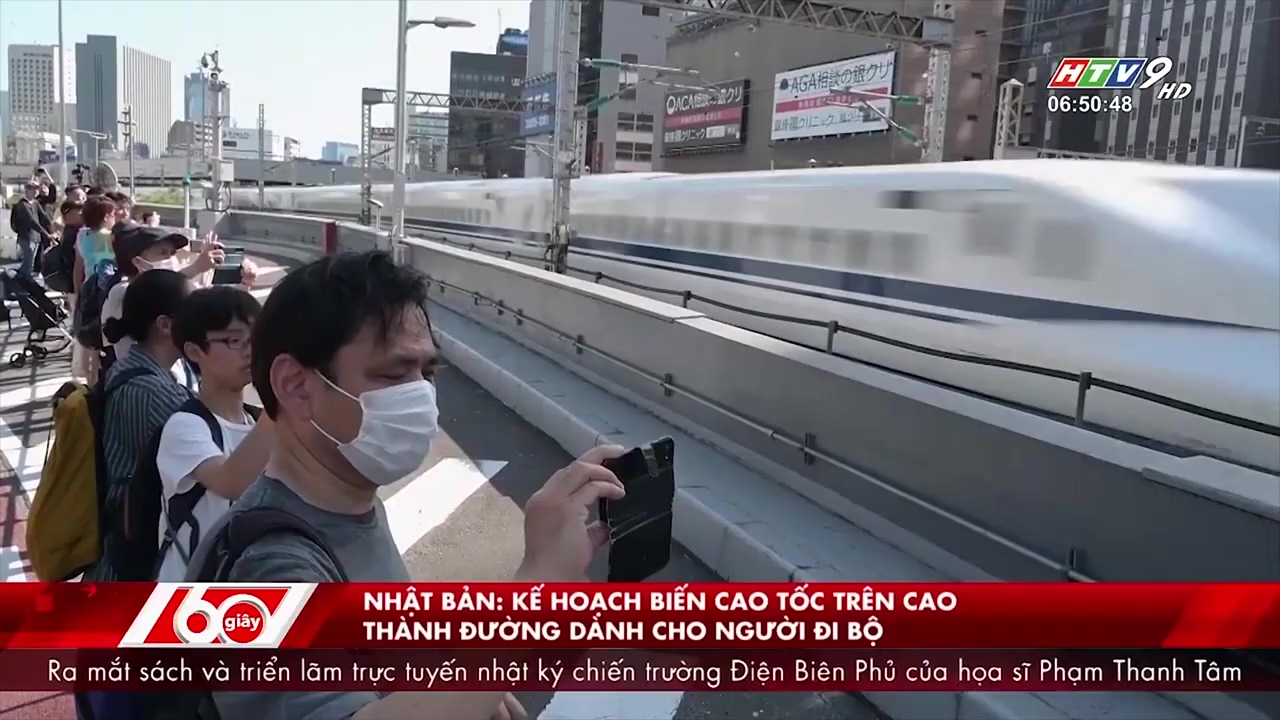 HTV9 HD
06:50:48
AGA相談の銀クリ
AGA相談の銀クリ
60 giây
NHẬT BẢN: KẾ HOẠCH BIẾN CAO TỐC TRÊN CAO
THÀNH ĐƯỜNG DÀNH CHO NGƯỜI ĐI BỘ
Ra mắt sách và triển lãm trực tuyến nhật ký chiến trường Điện Biên Phủ của họa sĩ Phạm Thanh Tâm